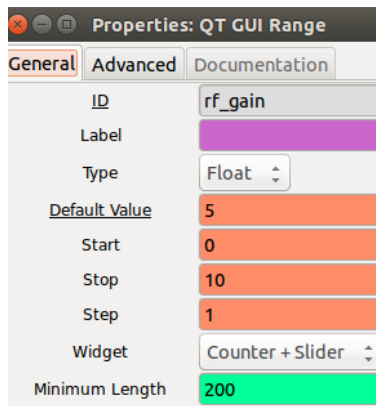 Properties: QT GUI Range
General Advanced Documentation
ID rf_gain
Label
Type Float
Default Value 5
Start 0
Stop 10
Step 1
Widget Counter + Slider
Minimum Length 200